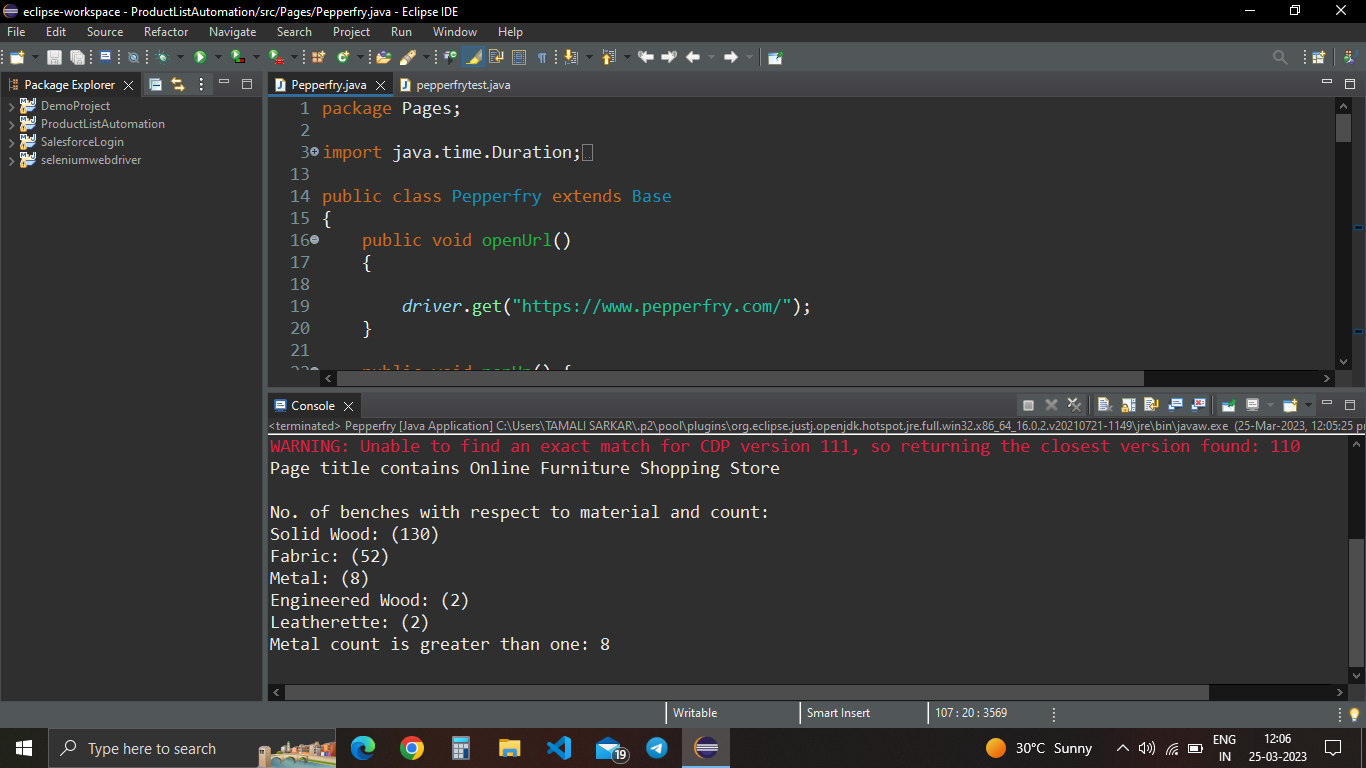 eclipse-workspace - ProductListAutomation/src/Pages/Pepperfry.java - Eclipse IDE
File Edit Source Refactor Navigate Search Project Run Window Help
Package Explorer
DemoProject
ProductListAutomation
SalesforceLogin
seleniumwebdriver
Pepperfry.java pepperfrytest.java
1 package Pages;
2
3 import java.time.Duration;
13
14 public class Pepperfry extends Base
15 {
16 public void openUrl()
17 {
18
19 driver.get("https://www.pepperfry.com/");
20 }
21
Console
<terminated> Pepperfry [Java Application] C:\Users\TAMALI SARKAR\.p2\pool\plugins\org.eclipse.justj.openjdk.hotspot.jre.full.win32.x86_64_16.0.2.v20210721-1149\jre\bin\javaw.exe (25-Mar-2023, 12:05:25 p
WARNING: Unable to find an exact match for CDP version 111, so returning the closest version found: 110
Page title contains Online Furniture Shopping Store
No. of benches with respect to material and count:
Solid Wood: (130)
Fabric: (52)
Metal: (8)
Engineered Wood: (2)
Leatherette: (2)
Metal count is greater than one: 8
Writable Smart Insert 107 : 20 : 3569
Type here to search 19 30°C Sunny ENG IN 12:06 25-03-2023